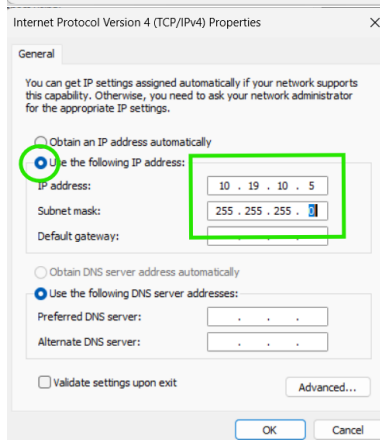 Internet Protocol Version 4 (TCP/IPv4) Properties
General
You can get IP settings assigned automatically if your network supports
this capability. Otherwise, you need to ask your network administrator
for the appropriate IP settings.
Obtain an IP address automatically
Use the following IP address:
IP address: 10 . 19 . 10 . 5
Subnet mask: 255 . 255 . 255 . 0
Default gateway: . . .
Obtain DNS server address automatically
Use the following DNS server addresses:
Preferred DNS server: . . .
Alternate DNS server: . . .
Validate settings upon exit
Advanced...
OK Cancel